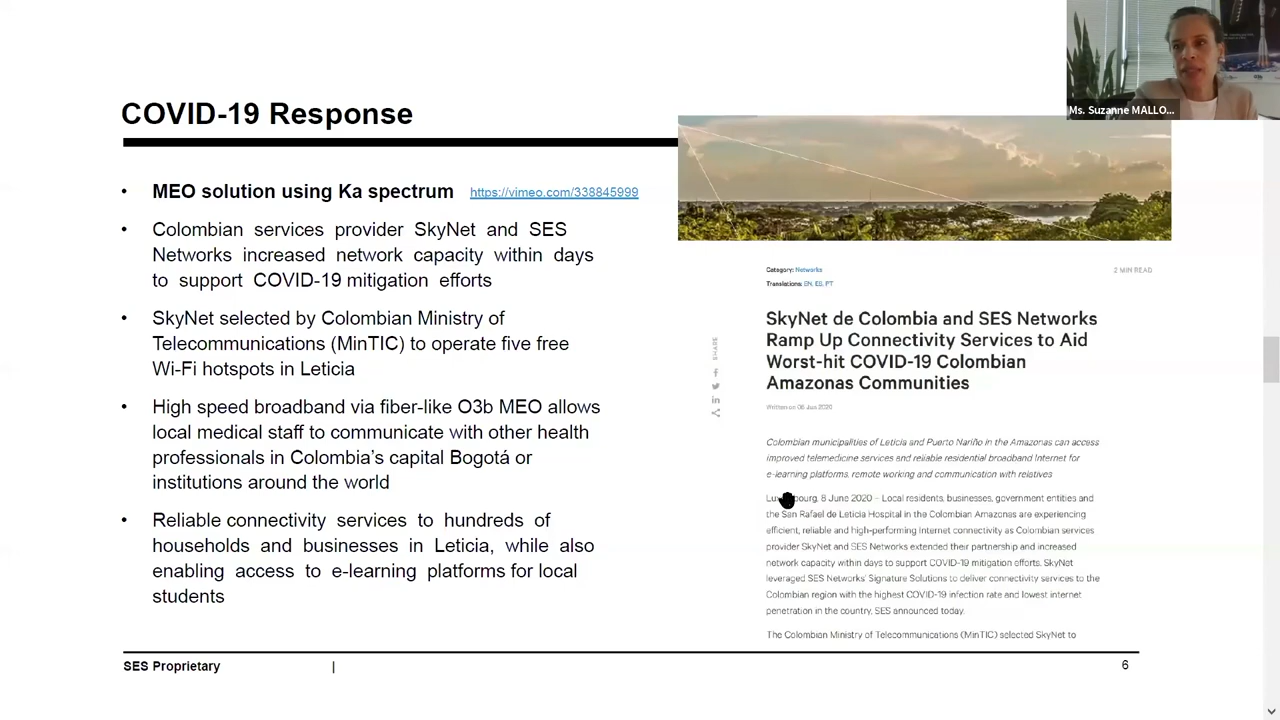 Ms. Suzanne MALLO...
COVID-19 Response
• MEO solution using Ka spectrum https://vimeo.com/338845999
• Colombian services provider SkyNet and SES
Networks increased network capacity within days
to support COVID-19 mitigation efforts
• SkyNet selected by Colombian Ministry of
Telecommunications (MinTIC) to operate five free
Wi-Fi hotspots in Leticia
• High speed broadband via fiber-like O3b MEO allows
local medical staff to communicate with other health
professionals in Colombia's capital Bogotá or
institutions around the world
• Reliable connectivity services to hundreds of
households and businesses in Leticia, while also
enabling access to e-learning platforms for local
students
Category: Networks
2 MIN READ
Translations: EN, ES, PT
SHARE
SkyNet de Colombia and SES Networks
Ramp Up Connectivity Services to Aid
Worst-hit COVID-19 Colombian
Amazonas Communities
Written on 08 Jun 2020
Colombian municipalities of Leticia and Puerto Nariño in the Amazonas can access
improved telemedicine services and reliable residential broadband Internet for
e-learning platforms, remote working and communication with relatives
8 June 2020 – Local residents, businesses, government entities and
the San Rafael de Leticia Hospital in the Colombian Amazonas are experiencing
efficient, reliable and high-performing Internet connectivity as Colombian services
provider SkyNet and SES Networks extended their partnership and increased
network capacity within days to support COVID-19 mitigation efforts. SkyNet
leveraged SES Networks' Signature Solutions to deliver connectivity services to the
Colombian region with the highest COVID-19 infection rate and lowest internet
penetration in the country, SES announced today.
The Colombian Ministry of Telecommunications (MinTIC) selected SkyNet to
SES Proprietary |
6